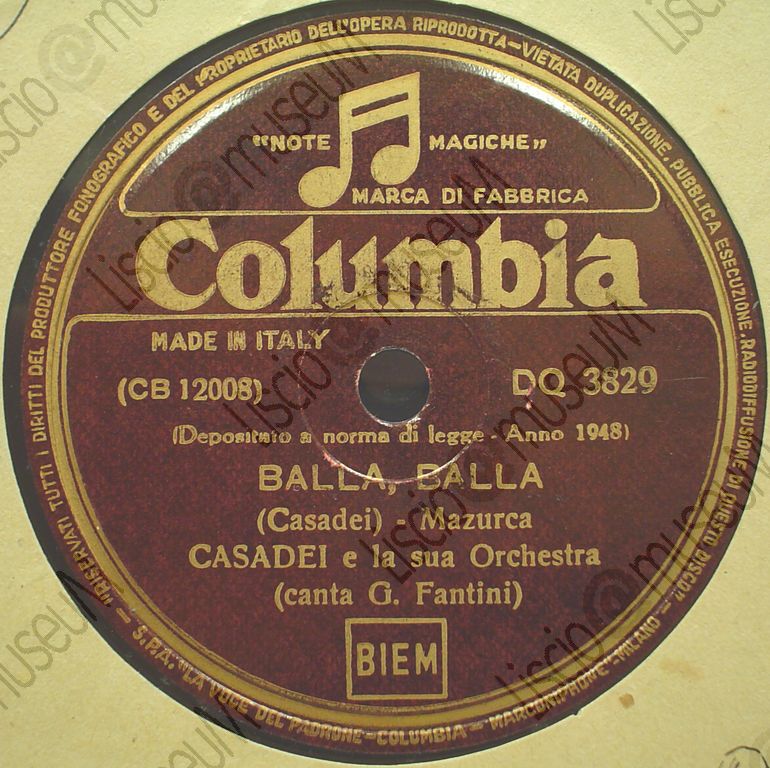 "RISERVATI TUTTI I DIRITTI DEL PRODUTTORE FONOGRAFICO E DEL PROPRIETARIO DELL'OPERA RIPRODOTTA-VIETATA DUPLICAZIONE, PUBBLICA ESECUZIONE, RADIODIFFUSIONE DI QUESTO DISCO"
"NOTE MAGICHE"
MARCA DI FABBRICA
Columbia
MADE IN ITALY
(CB 12008) DQ 3829
(Depositato a norma di legge - Anno 1948)
BALLA, BALLA
(Casadei) - Mazurca
CASADEI e la sua Orchestra
(canta G. Fantini)
BIEM
- S.P.A. "LA VOCE DEL PADRONE-COLUMBIA-MARCONIPHONE"-MILANO -
Liscio@museuM